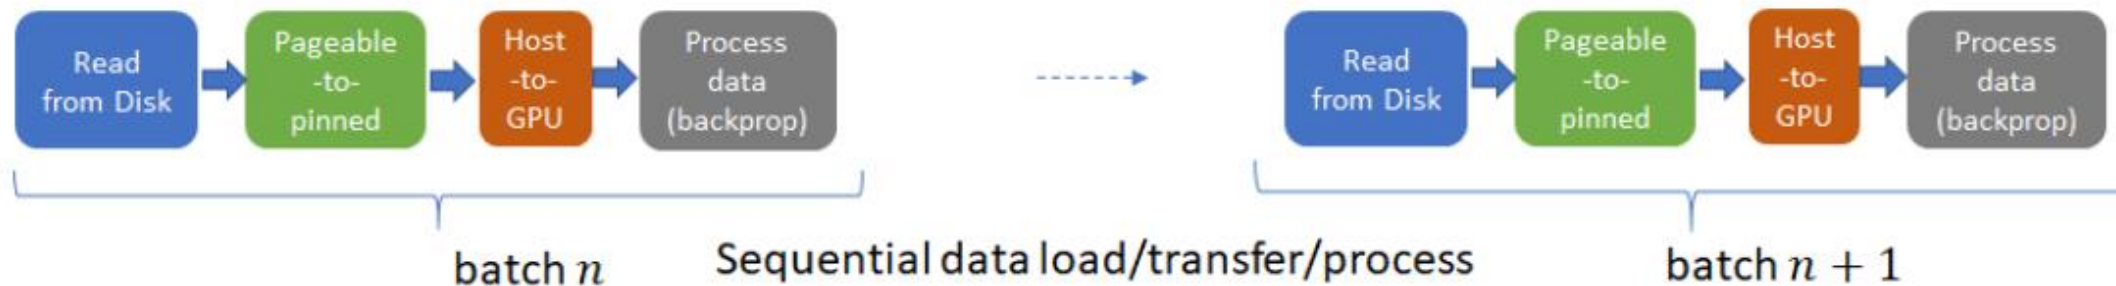 Read
from Disk
Pageable
-to-
pinned
Host
-to-
GPU
Process
data
(backprop)
Read
from Disk
Pageable
-to-
pinned
Host
-to-
GPU
Process
data
(backprop)
batch n
Sequential data load/transfer/process
batch n + 1